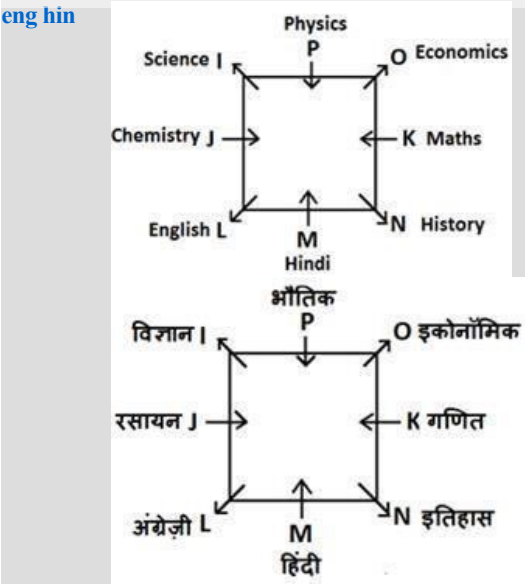 eng hin
Physics
P
Science I
O Economics
Chemistry J
K Maths
English L
N History
M
Hindi
भौतिक
P
विज्ञान I
O इकोनॉमिक
रसायन J
K गणित
अंग्रेज़ी L
N इतिहास
M
हिंदी